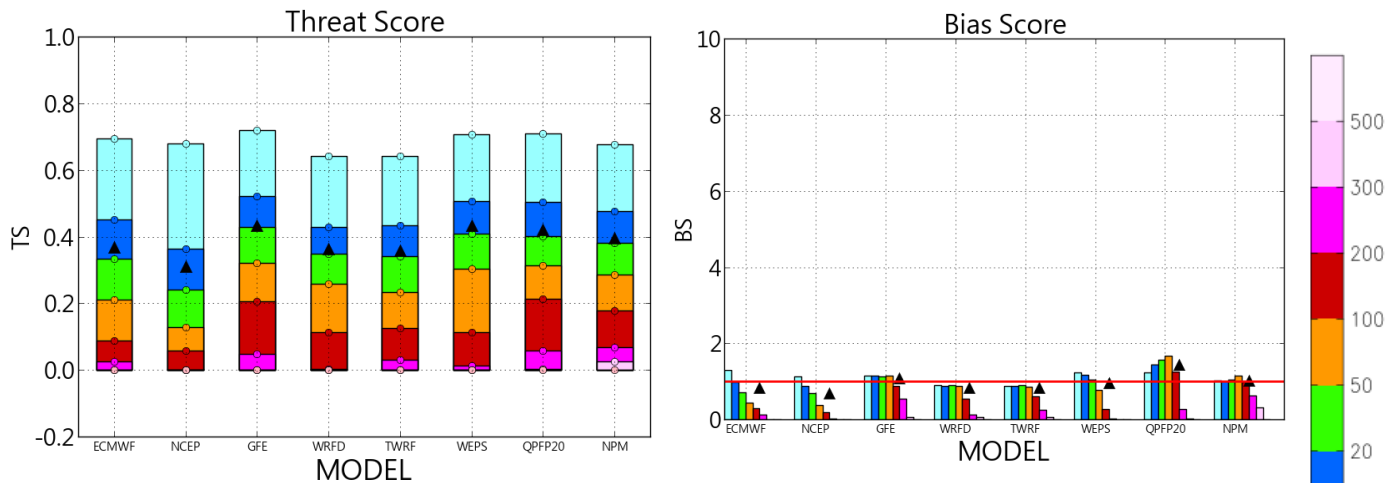 Threat Score
1.0
0.8
0.6
0.4
0.2
0.0
-0.2
TS
ECMWF NCEP GFE WRFD TWRF WEPS QPFP20 NPM
MODEL
Bias Score
10
8
6
4
2
0
BS
ECMWF NCEP GFE WRFD TWRF WEPS QPFP20 NPM
MODEL
500
300
200
100
50
20